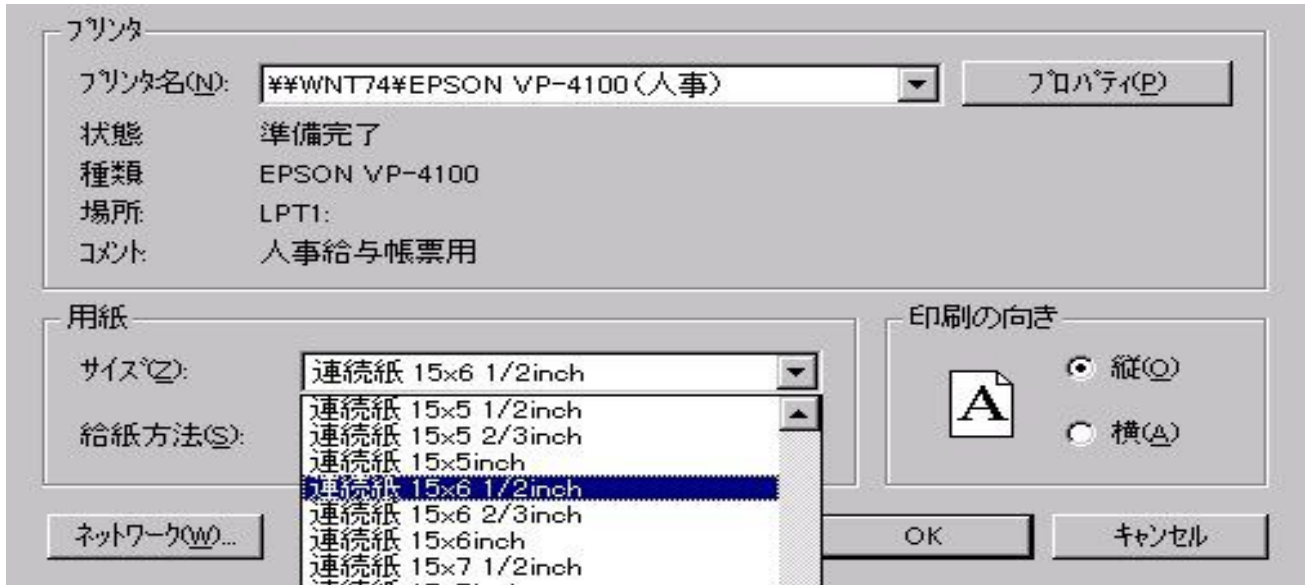 プリンタ
プリンタ名(N): ¥¥WNT74¥EPSON VP-4100(人事) プロパティ(P)
状態 準備完了
種類 EPSON VP-4100
場所: LPT1:
コメント: 人事給与帳票用
用紙
サイズ(Z): 連続紙 15x6 1/2inch
給紙方法(S):
連続紙 15x5 1/2inch
連続紙 15x5 2/3inch
連続紙 15x5inch
連続紙 15x6 1/2inch
連続紙 15x6 2/3inch
連続紙 15x6inch
連続紙 15x7 1/2inch
印刷の向き
A
縦(O)
横(A)
ネットワーク(W)... OK キャンセル